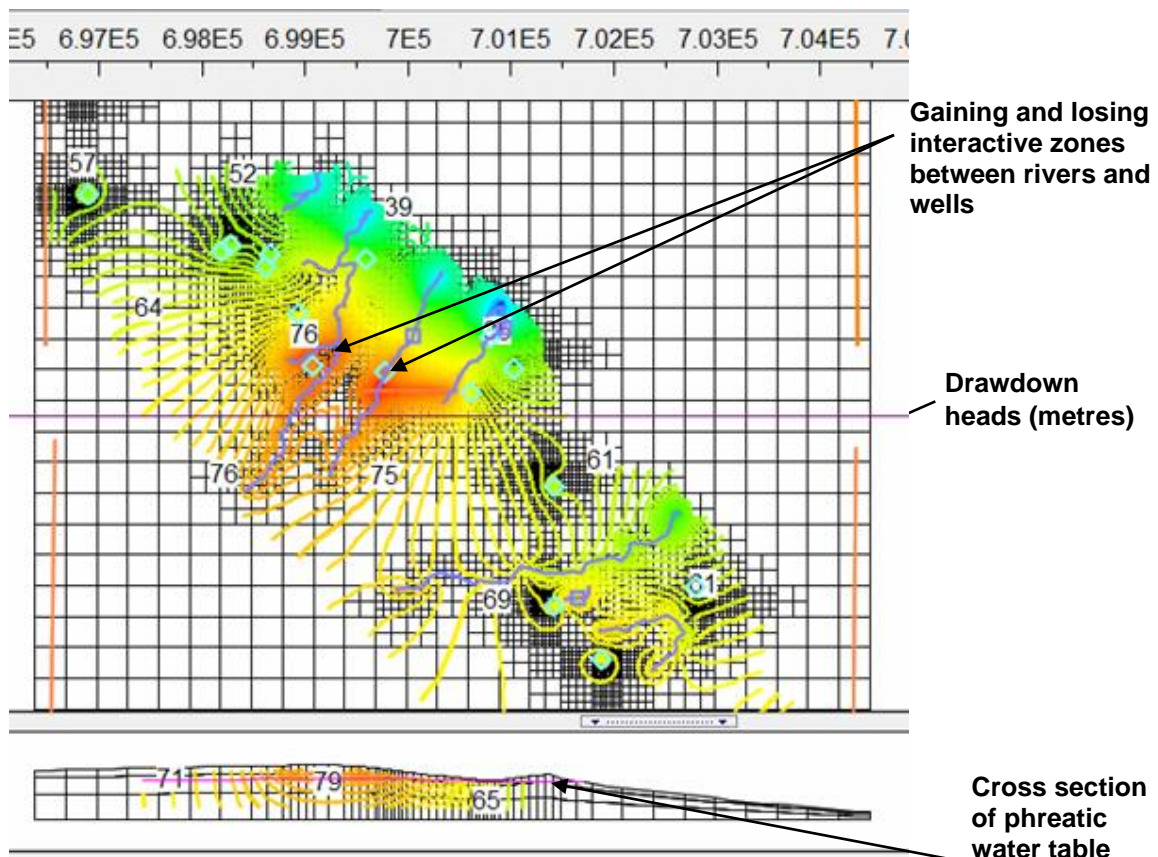 E5 6.97E5 6.98E5 6.99E5 7E5 7.01E5 7.02E5 7.03E5 7.04E5
Gaining and losing
interactive zones
between rivers and
wells
57
52
39
64
76
Drawdown
heads (metres)
76
75
61
69
61
71
79
65
Cross section
of phreatic
water table